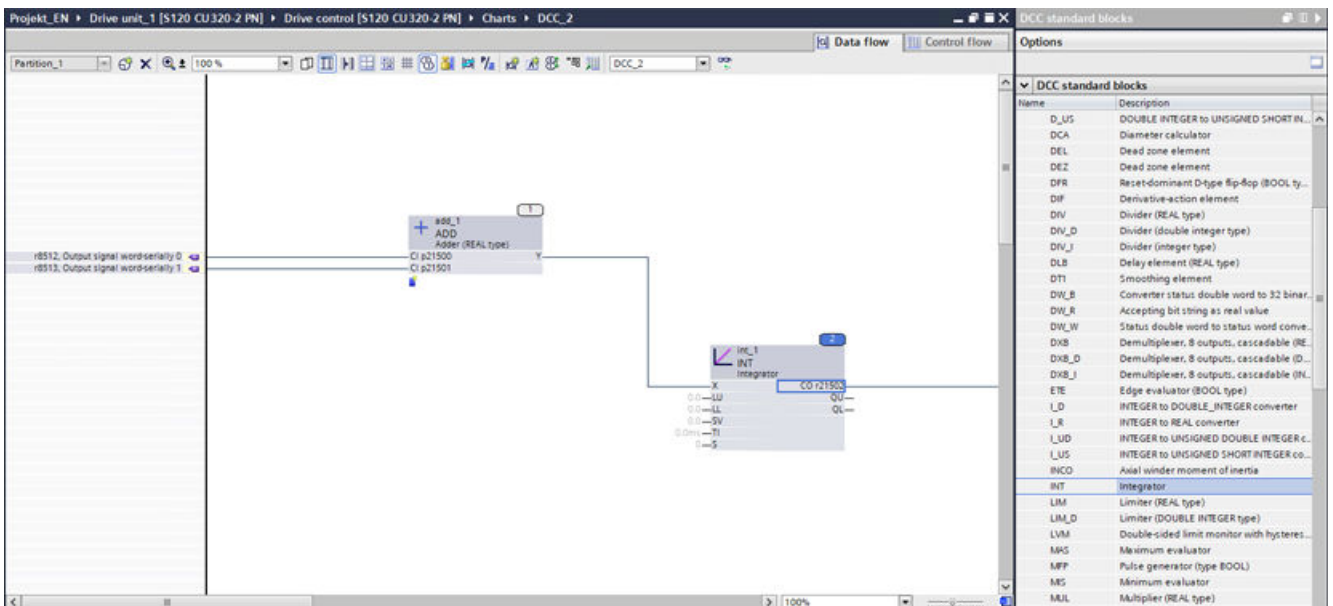 Projekt_EN ▸ Drive unit_1 [S120 CU320-2 PN] ▸ Drive control [S120 CU320-2 PN] ▸ Charts ▸ DCC_2
DCC standard blocks
Data flow
Control flow
Options
Partition_1
100 %
DCC_2
DCC standard blocks
Name Description
D_US DOUBLE INTEGER to UNSIGNED SHORT IN...
DCA Diameter calculator
DEL Dead zone element
DEZ Dead zone element
DFR Reset-dominant D-type flip-flop (BOOL ty...
DIF Derivative-action element
DIV Divider (REAL type)
DIV_D Divider (double integer type)
DIV_I Divider (integer type)
DLB Delay element (REAL type)
DT1 Smoothing element
DW_B Converter status double word to 32 binar...
DW_R Accepting bit string as real value
DW_W Status double word to status word conve...
DX8 Demultiplexer, 8 outputs, cascadable (RE...
DX8_D Demultiplexer, 8 outputs, cascadable (D...
DX8_I Demultiplexer, 8 outputs, cascadable (IN...
ETE Edge evaluator (BOOL type)
I_D INTEGER to DOUBLE_INTEGER converter
I_R INTEGER to REAL converter
I_UD INTEGER to UNSIGNED DOUBLE INTEGER c...
I_US INTEGER to UNSIGNED SHORT INTEGER co...
INCO Axial winder moment of inertia
INT Integrator
LIM Limiter (REAL type)
LIM_D Limiter (DOUBLE INTEGER type)
LVM Double-sided limit monitor with hysteres...
MAS Maximum evaluator
MFP Pulse generator (type BOOL)
MIS Minimum evaluator
MUL Multiplier (REAL type)
1
add_1
ADD
Adder (REAL type)
r8512, Output signal word-serially 0
CI p21500 Y
r8513, Output signal word-serially 1
CI p21501
2
int_1
INT
Integrator
X CO r21502
0.0 LU QU
0.0 LL QL
0.0 SV
0.0ms TI
0 S
100%